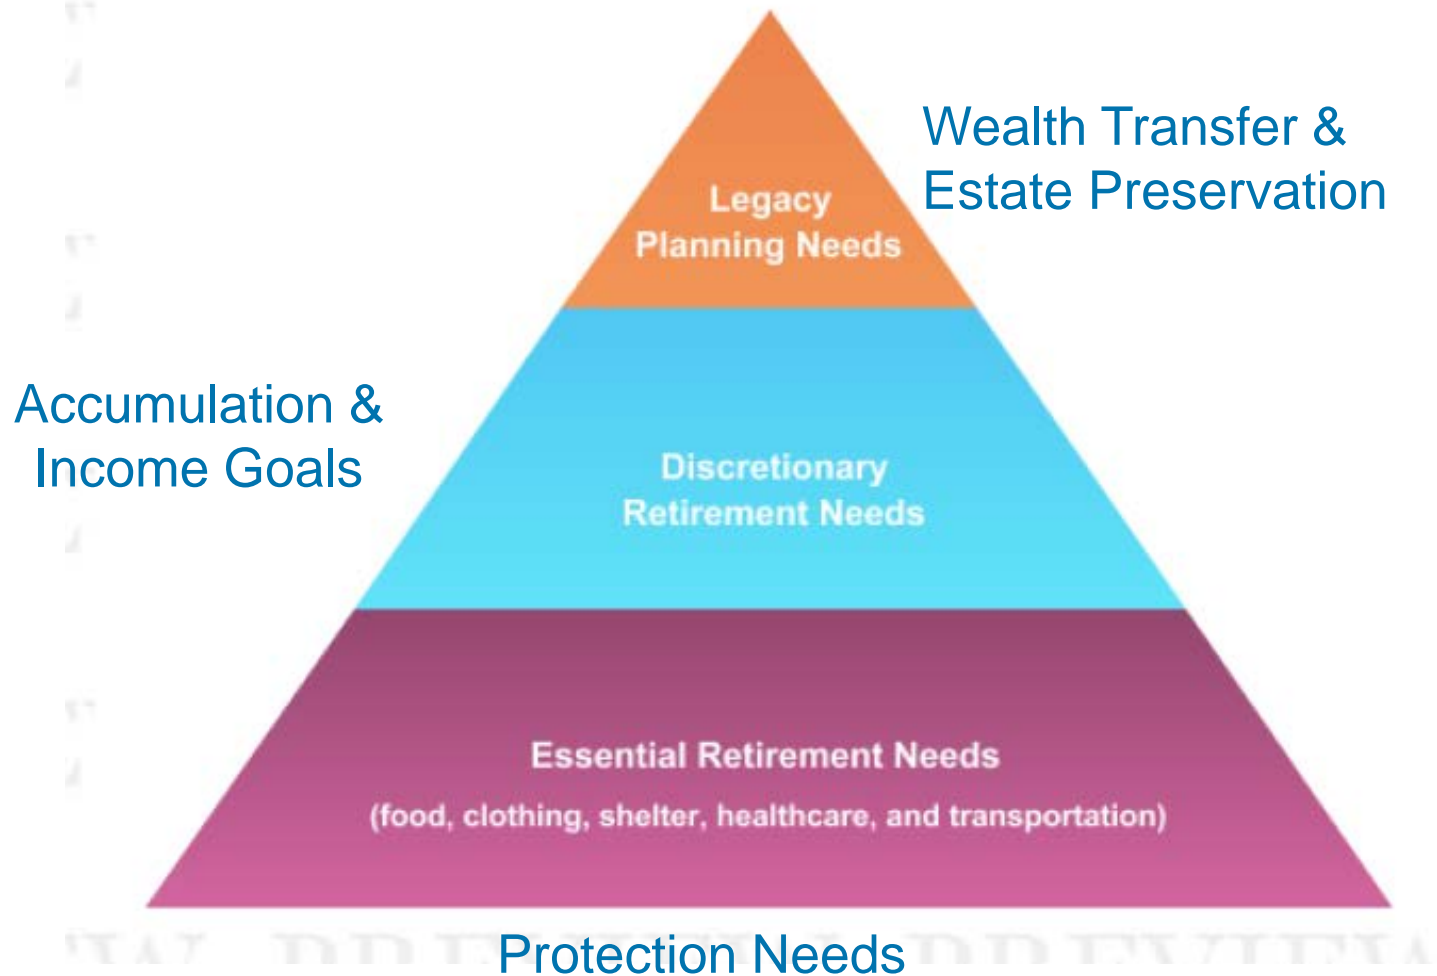 Wealth Transfer &
Estate Preservation
Legacy
Planning Needs
Accumulation &
Income Goals
Discretionary
Retirement Needs
Essential Retirement Needs
(food, clothing, shelter, healthcare, and transportation)
PREVIEW
Protection Needs